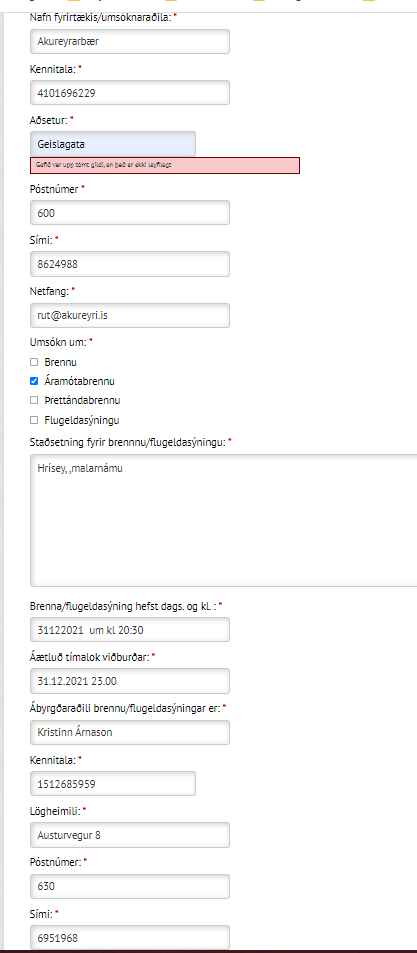 Nafn fyrirtækis/umsóknaraðila: *
Akureyrarbær
Kennitala: *
4101696229
Aðsetur: *
Geislagata
Gefið var upp tómt gildi, en það er ekki leyfilegt
Póstnúmer *
600
Sími: *
8624988
Netfang: *
rut@akureyri.is
Umsókn um: *
Brennu
Áramótabrennu
Þrettándabrennu
Flugeldasýningu
Staðsetning fyrir brennnu/flugeldasýningu: *
Hrísey, ,malarnámu
Brenna/flugeldasýning hefst dags. og kl. : *
31122021 um kl 20:30
Áætluð tímalok viðburðar: *
31.12.2021 23.00
Ábyrgðaraðili brennu/flugeldasýningar er: *
Kristinn Árnason
Kennitala: *
1512685959
Lögheimili: *
Austurvegur 8
Póstnúmer: *
630
Sími: *
6951968